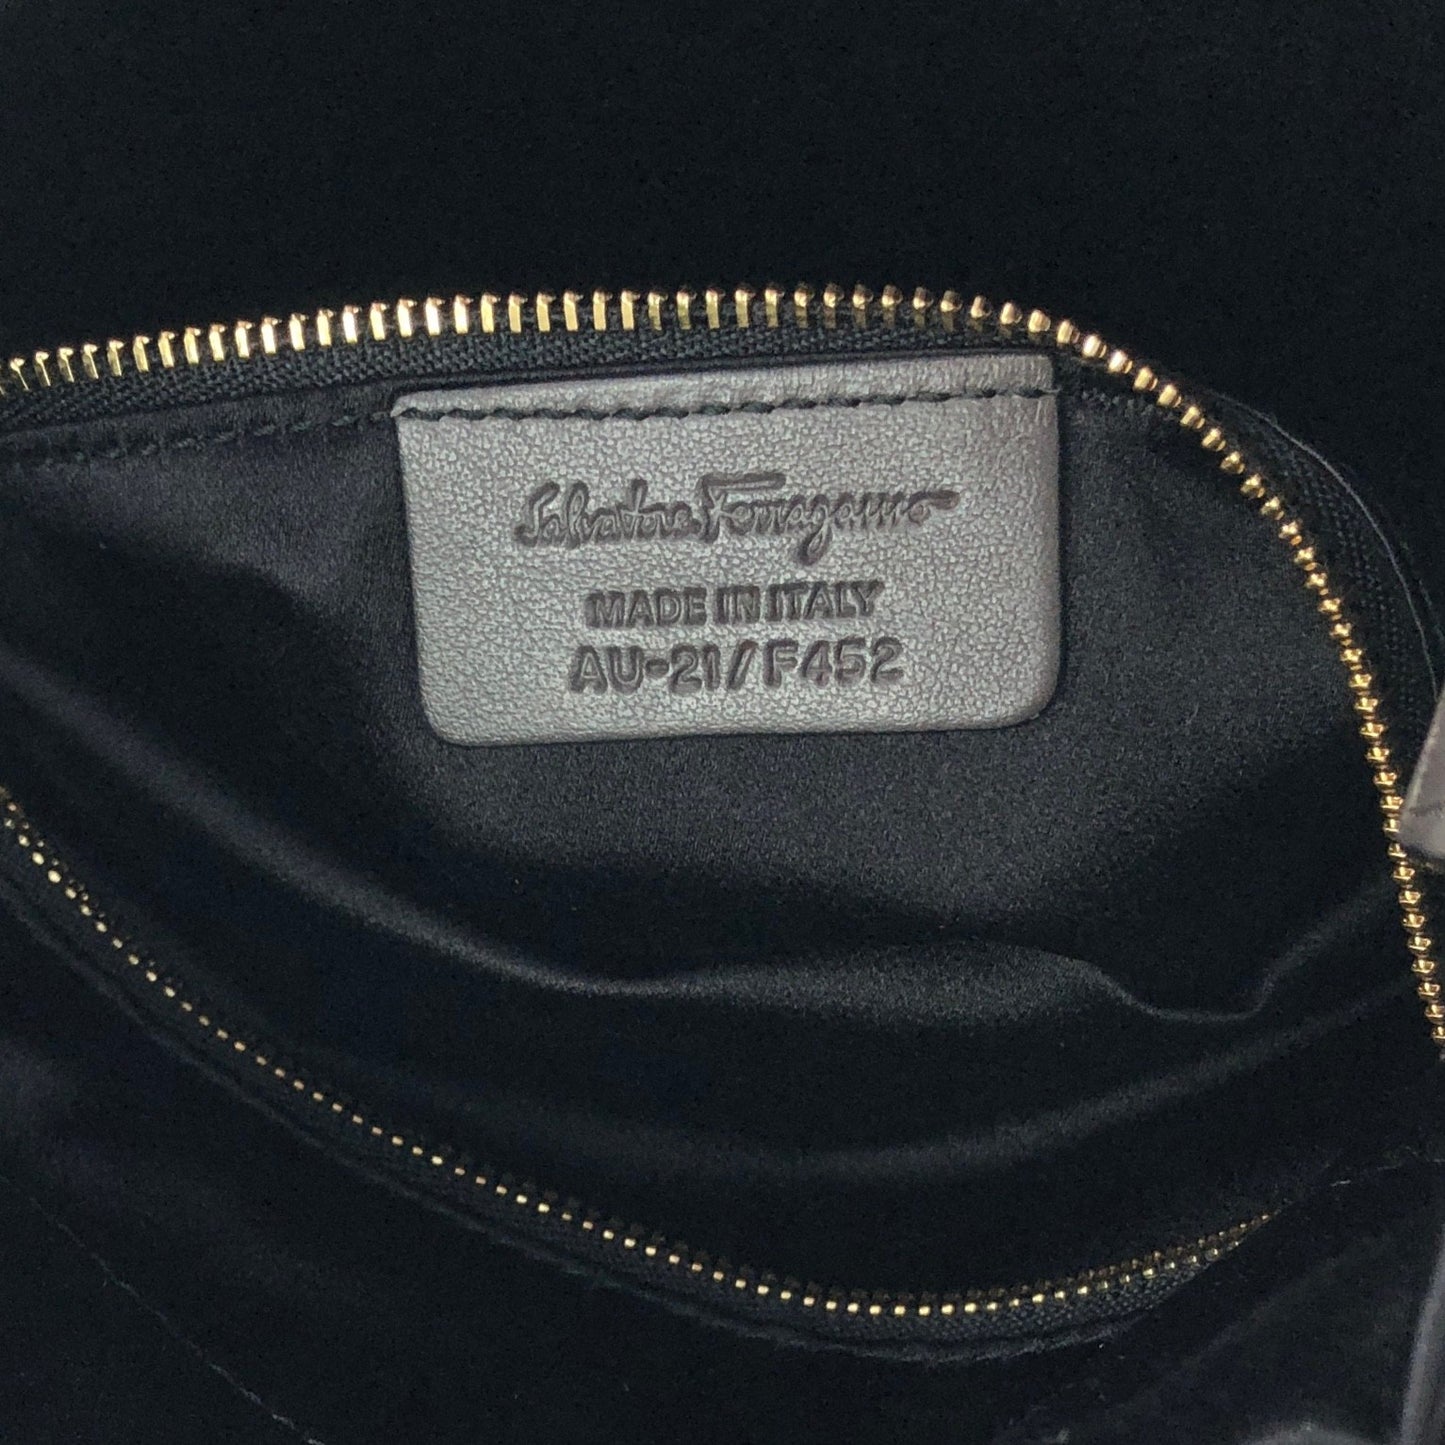 Salvatore Ferragamo
MADE IN ITALY
AU-21/F452